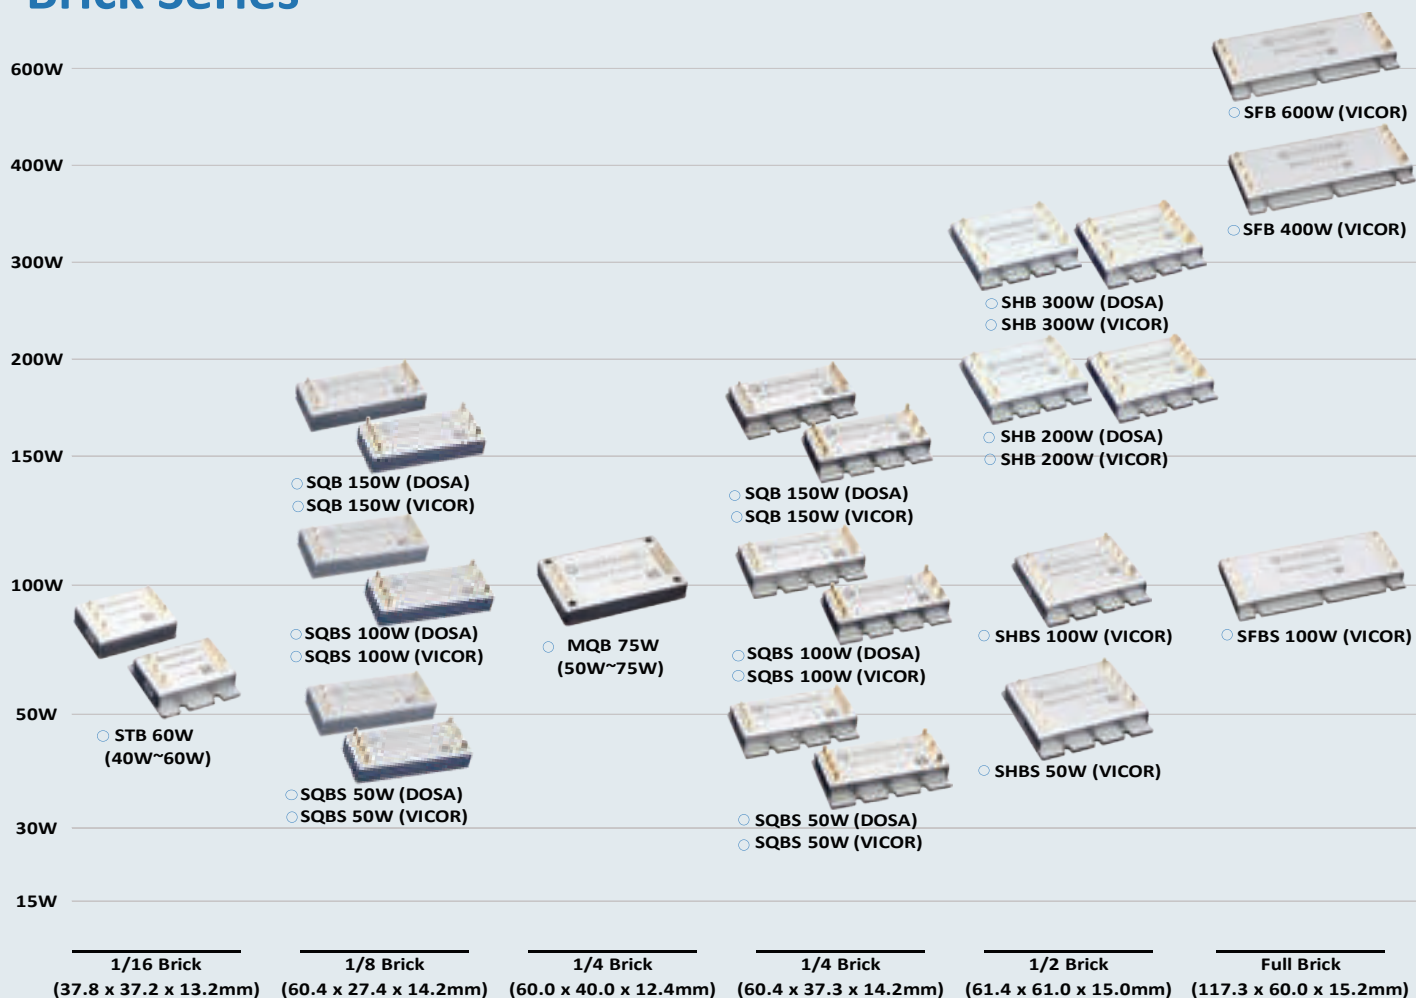 Brick Series
600W
SFB 600W (VICOR)
400W
SFB 400W (VICOR)
300W
SHB 300W (DOSA)
SHB 300W (VICOR)
200W
SHB 200W (DOSA)
SHB 200W (VICOR)
150W
SQB 150W (DOSA)
SQB 150W (VICOR)
SQB 150W (DOSA)
SQB 150W (VICOR)
100W
SQBS 100W (DOSA)
SQBS 100W (VICOR)
MQB 75W
(50W~75W)
SQBS 100W (DOSA)
SQBS 100W (VICOR)
SHBS 100W (VICOR)
SFBS 100W (VICOR)
50W
STB 60W
(40W~60W)
SQBS 50W (DOSA)
SQBS 50W (VICOR)
SQBS 50W (DOSA)
SQBS 50W (VICOR)
SHBS 50W (VICOR)
30W
15W
1/16 Brick
(37.8 x 37.2 x 13.2mm)
1/8 Brick
(60.4 x 27.4 x 14.2mm)
1/4 Brick
(60.0 x 40.0 x 12.4mm)
1/4 Brick
(60.4 x 37.3 x 14.2mm)
1/2 Brick
(61.4 x 61.0 x 15.0mm)
Full Brick
(117.3 x 60.0 x 15.2mm)